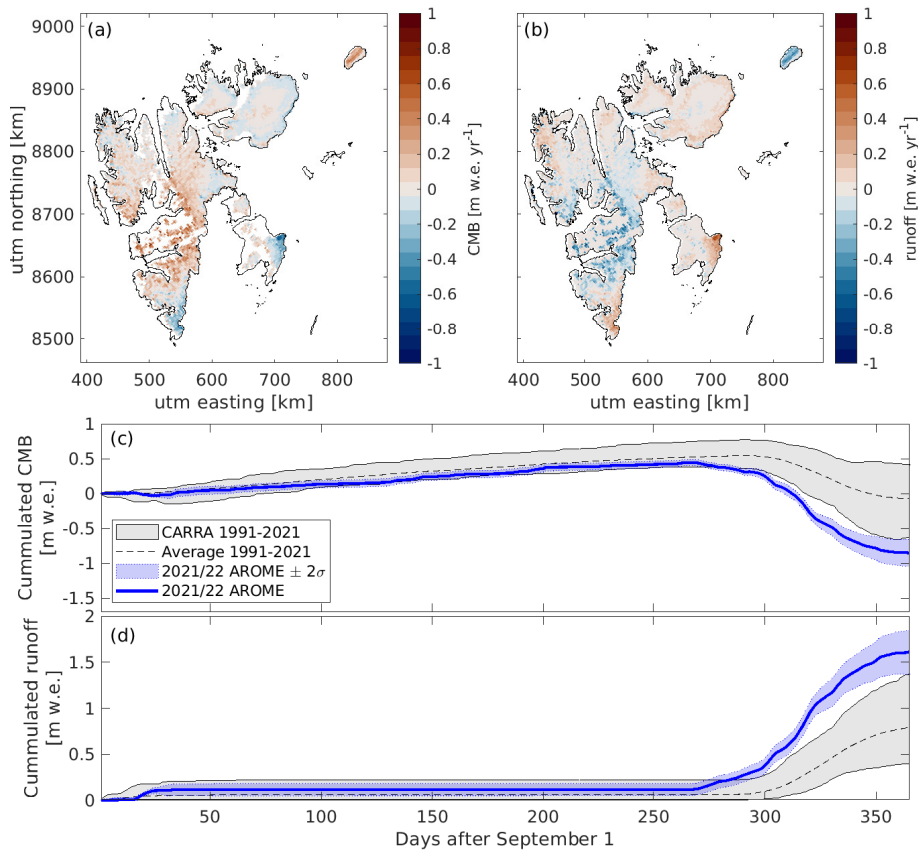 (a)
9000
8900
8800
8700
8600
8500
utm northing [km]
400 500 600 700 800
utm easting [km]
1
0.8
0.6
0.4
0.2
0
-0.2
-0.4
-0.6
-0.8
-1
CMB [m w.e. yr-1]
(b)
400 500 600 700 800
utm easting [km]
1
0.8
0.6
0.4
0.2
0
-0.2
-0.4
-0.6
-0.8
-1
runoff [m w.e. yr-1]
(c)
1
0.5
0
-0.5
-1
-1.5
Cummulated CMB
[m w.e.]
CARRA 1991-2021
Average 1991-2021
2021/22 AROME ± 2σ
2021/22 AROME
(d)
2
1.5
1
0.5
0
Cummulated runoff
[m w.e.]
50 100 150 200 250 300 350
Days after September 1